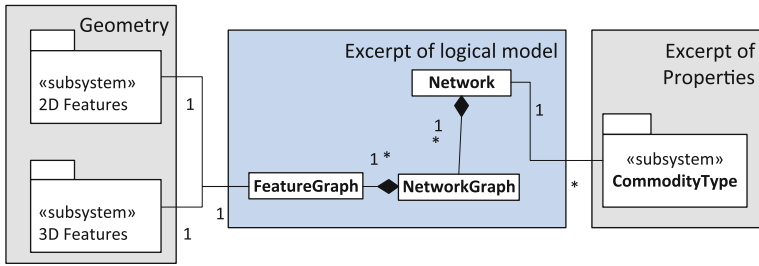 Geometry
«subsystem»
2D Features
1
«subsystem»
3D Features
1
1
Excerpt of logical model
Network
1
*
1
1 *
FeatureGraph
NetworkGraph
*
Excerpt of
Properties
«subsystem»
CommodityType